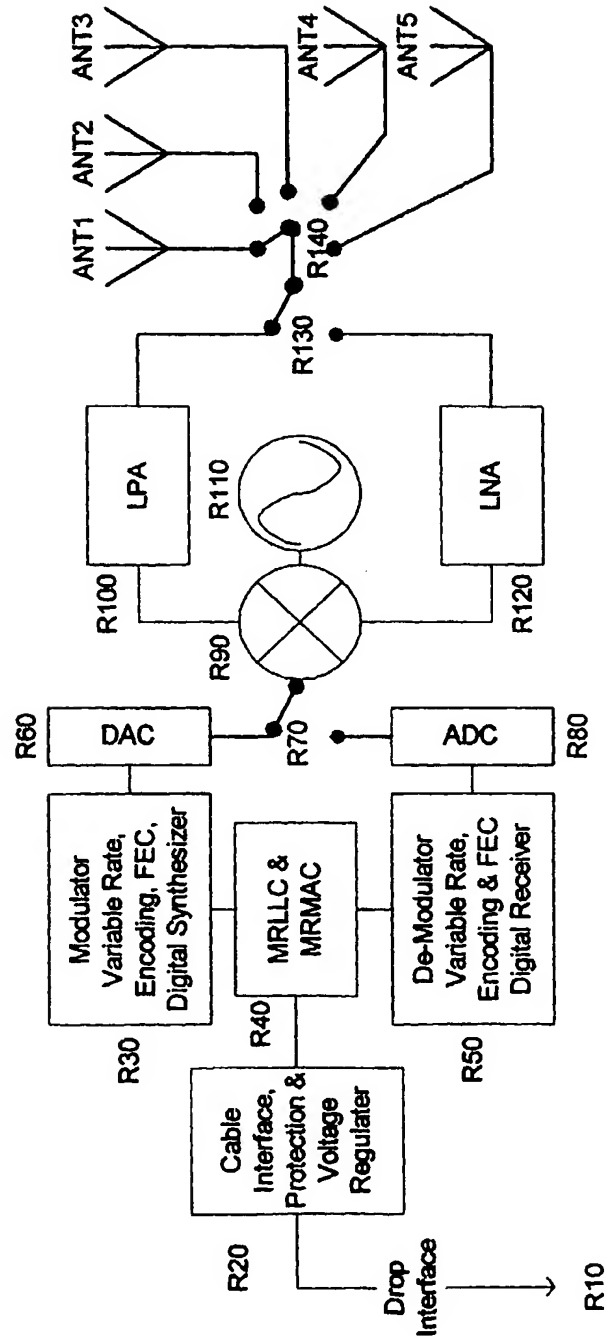 Drop
Interface
R10
R20
Cable
Interface,
Protection &
Voltage
Regulater
R30
Modulator
Variable Rate,
Encoding, FEC,
Digital Synthesizer
R40
MRLLC &
MRMAC
R50
De-Modulator
Variable Rate,
Encoding & FEC
Digital Receiver
R60
DAC
R70
ADC
R80
R90
R100
LPA
R110
LNA
R120
R130
R140
ANT1
ANT2
ANT3
ANT4
ANT5